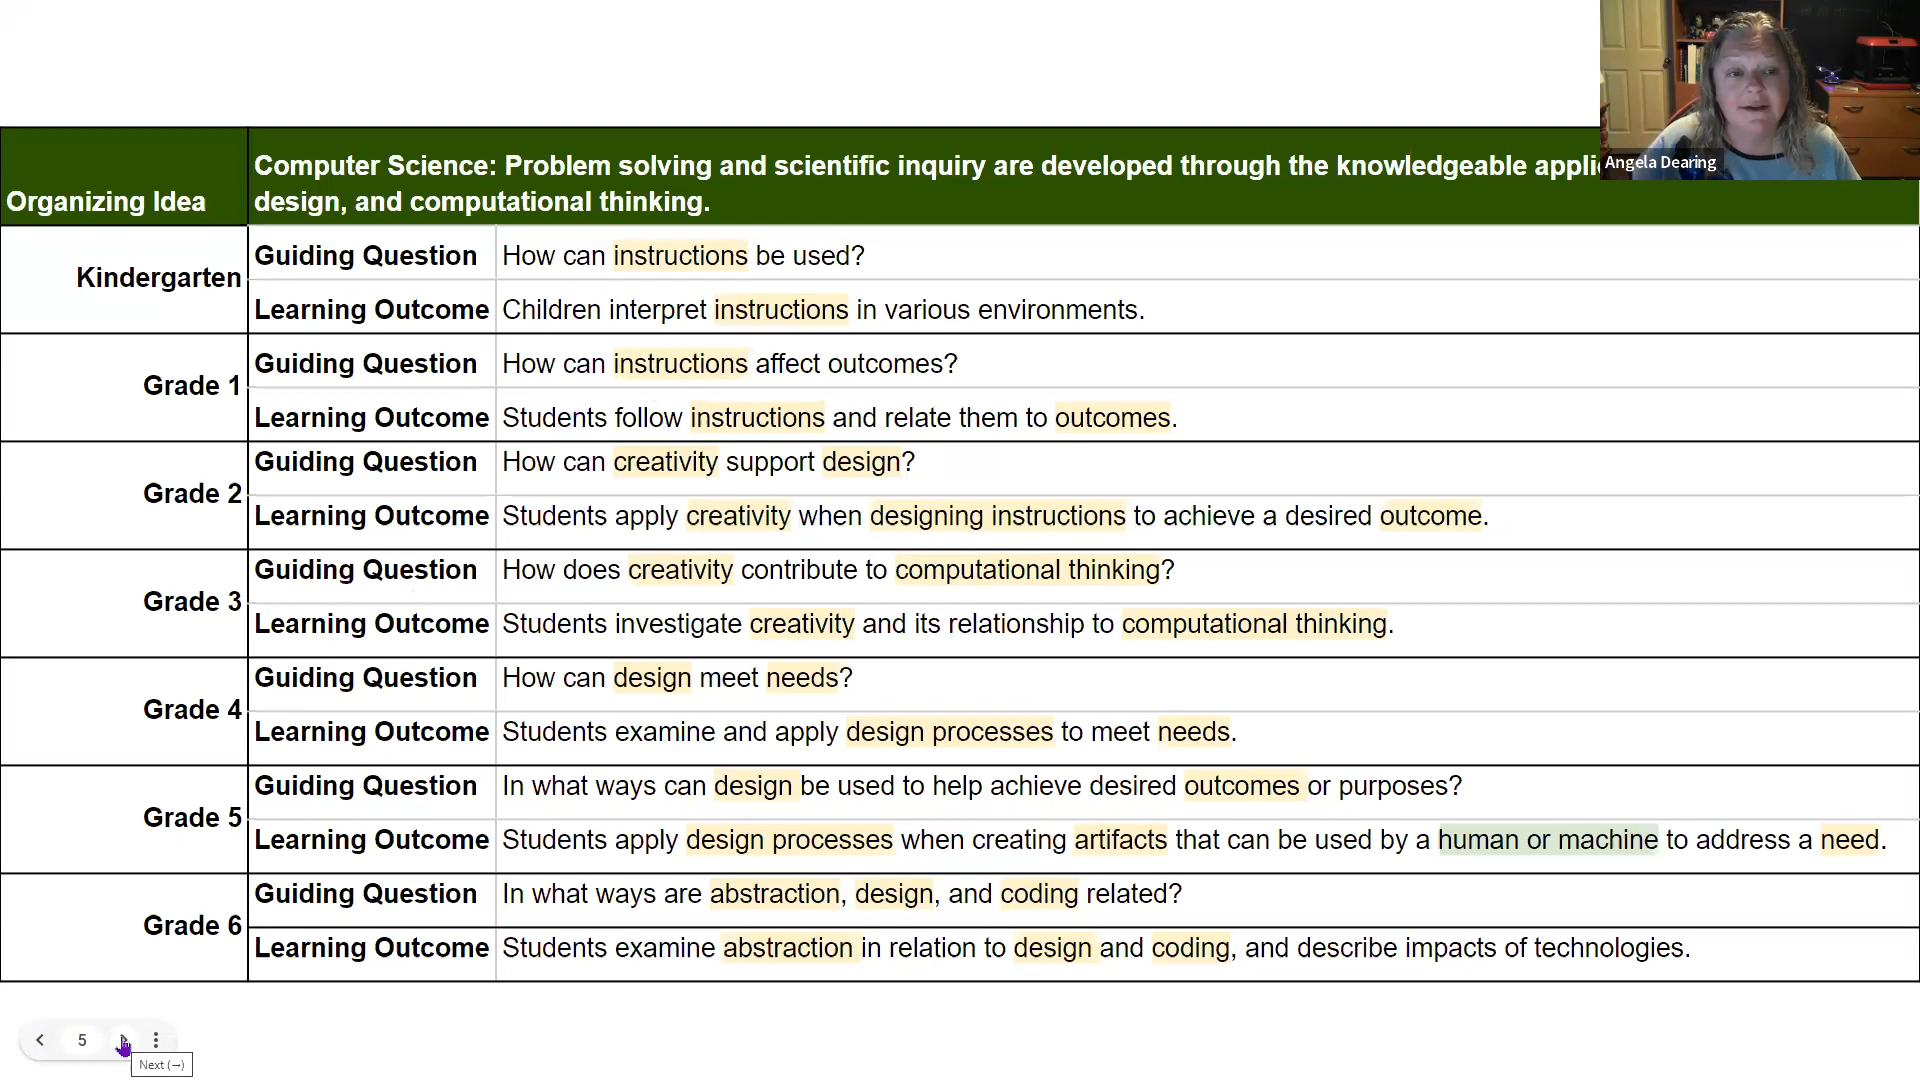 Angela Dearing
Organizing Idea
Computer Science: Problem solving and scientific inquiry are developed through the knowledgeable
design, and computational thinking.
Kindergarten
Guiding Question
How can instructions be used?
Learning Outcome
Children interpret instructions in various environments.
Grade 1
Guiding Question
How can instructions affect outcomes?
Learning Outcome
Students follow instructions and relate them to outcomes.
Grade 2
Guiding Question
How can creativity support design?
Learning Outcome
Students apply creativity when designing instructions to achieve a desired outcome.
Grade 3
Guiding Question
How does creativity contribute to computational thinking?
Learning Outcome
Students investigate creativity and its relationship to computational thinking.
Grade 4
Guiding Question
How can design meet needs?
Learning Outcome
Students examine and apply design processes to meet needs.
Grade 5
Guiding Question
In what ways can design be used to help achieve desired outcomes or purposes?
Learning Outcome
Students apply design processes when creating artifacts that can be used by a human or machine to address a need.
Grade 6
Guiding Question
In what ways are abstraction, design, and coding related?
Learning Outcome
Students examine abstraction in relation to design and coding, and describe impacts of technologies.
5
Next (→)